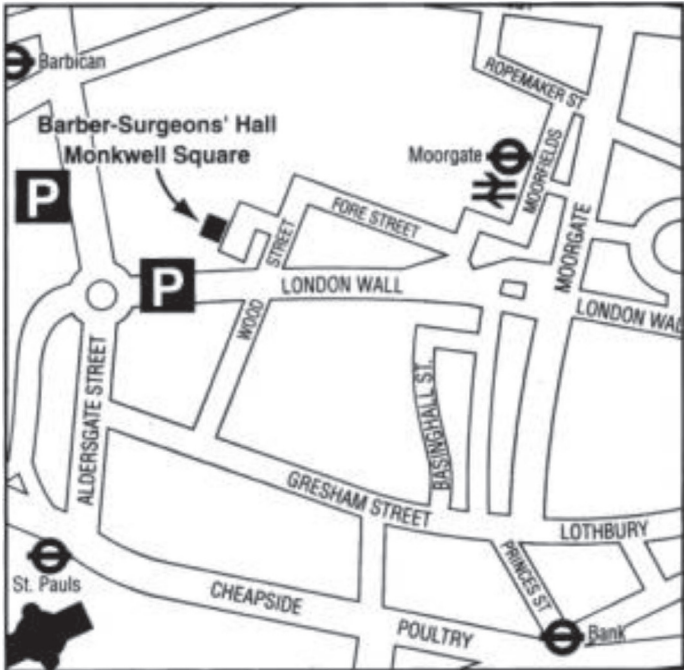 Barbican
ROPEMAKER ST
Barber-Surgeons' Hall
Monkwell Square
Moorgate
MOORFIELDS
P
FORE STREET
MOORGATE
P
WOOD STREET
LONDON WALL
LONDON WAL
ALDERSGATE STREET
BASINGHALL ST.
GRESHAM STREET
LOTHBURY
PRINCES ST
St. Pauls
CHEAPSIDE
POULTRY
Bank